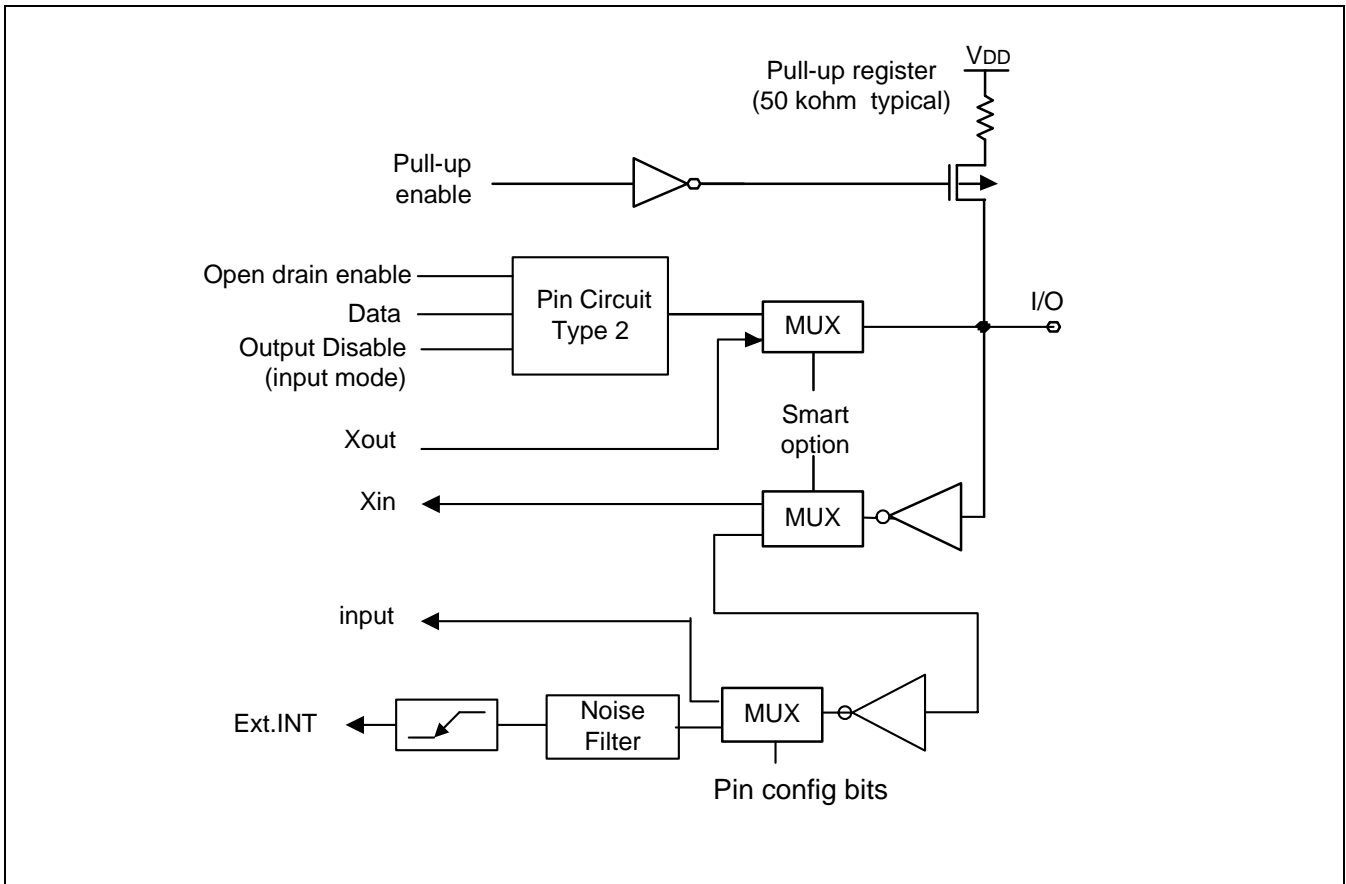 VDD
Pull-up register
(50 kohm typical)
Pull-up
enable
Open drain enable
Data
Output Disable
(input mode)
Pin Circuit
Type 2
MUX
I/O
Smart
option
Xout
Xin
MUX
input
Ext.INT
Noise
Filter
MUX
Pin config bits